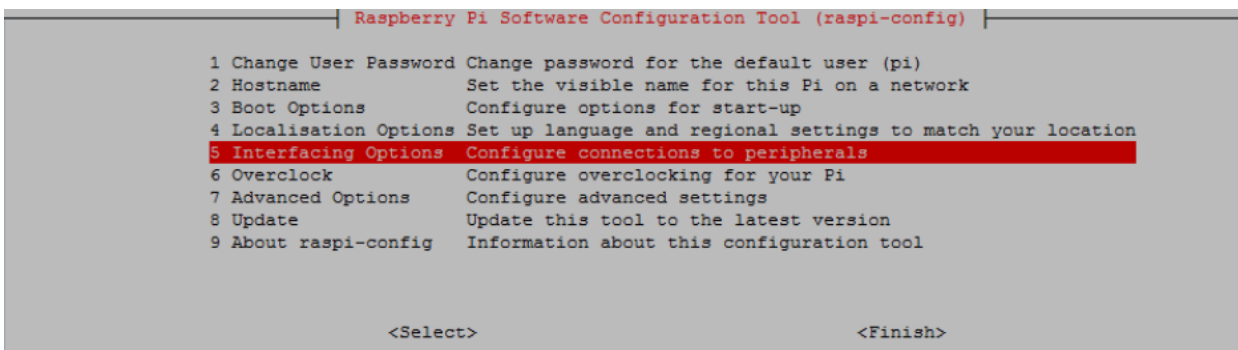 Raspberry Pi Software Configuration Tool (raspi-config)
1 Change User Password Change password for the default user (pi)
2 Hostname Set the visible name for this Pi on a network
3 Boot Options Configure options for start-up
4 Localisation Options Set up language and regional settings to match your location
5 Interfacing Options Configure connections to peripherals
6 Overclock Configure overclocking for your Pi
7 Advanced Options Configure advanced settings
8 Update Update this tool to the latest version
9 About raspi-config Information about this configuration tool
<Select> <Finish>